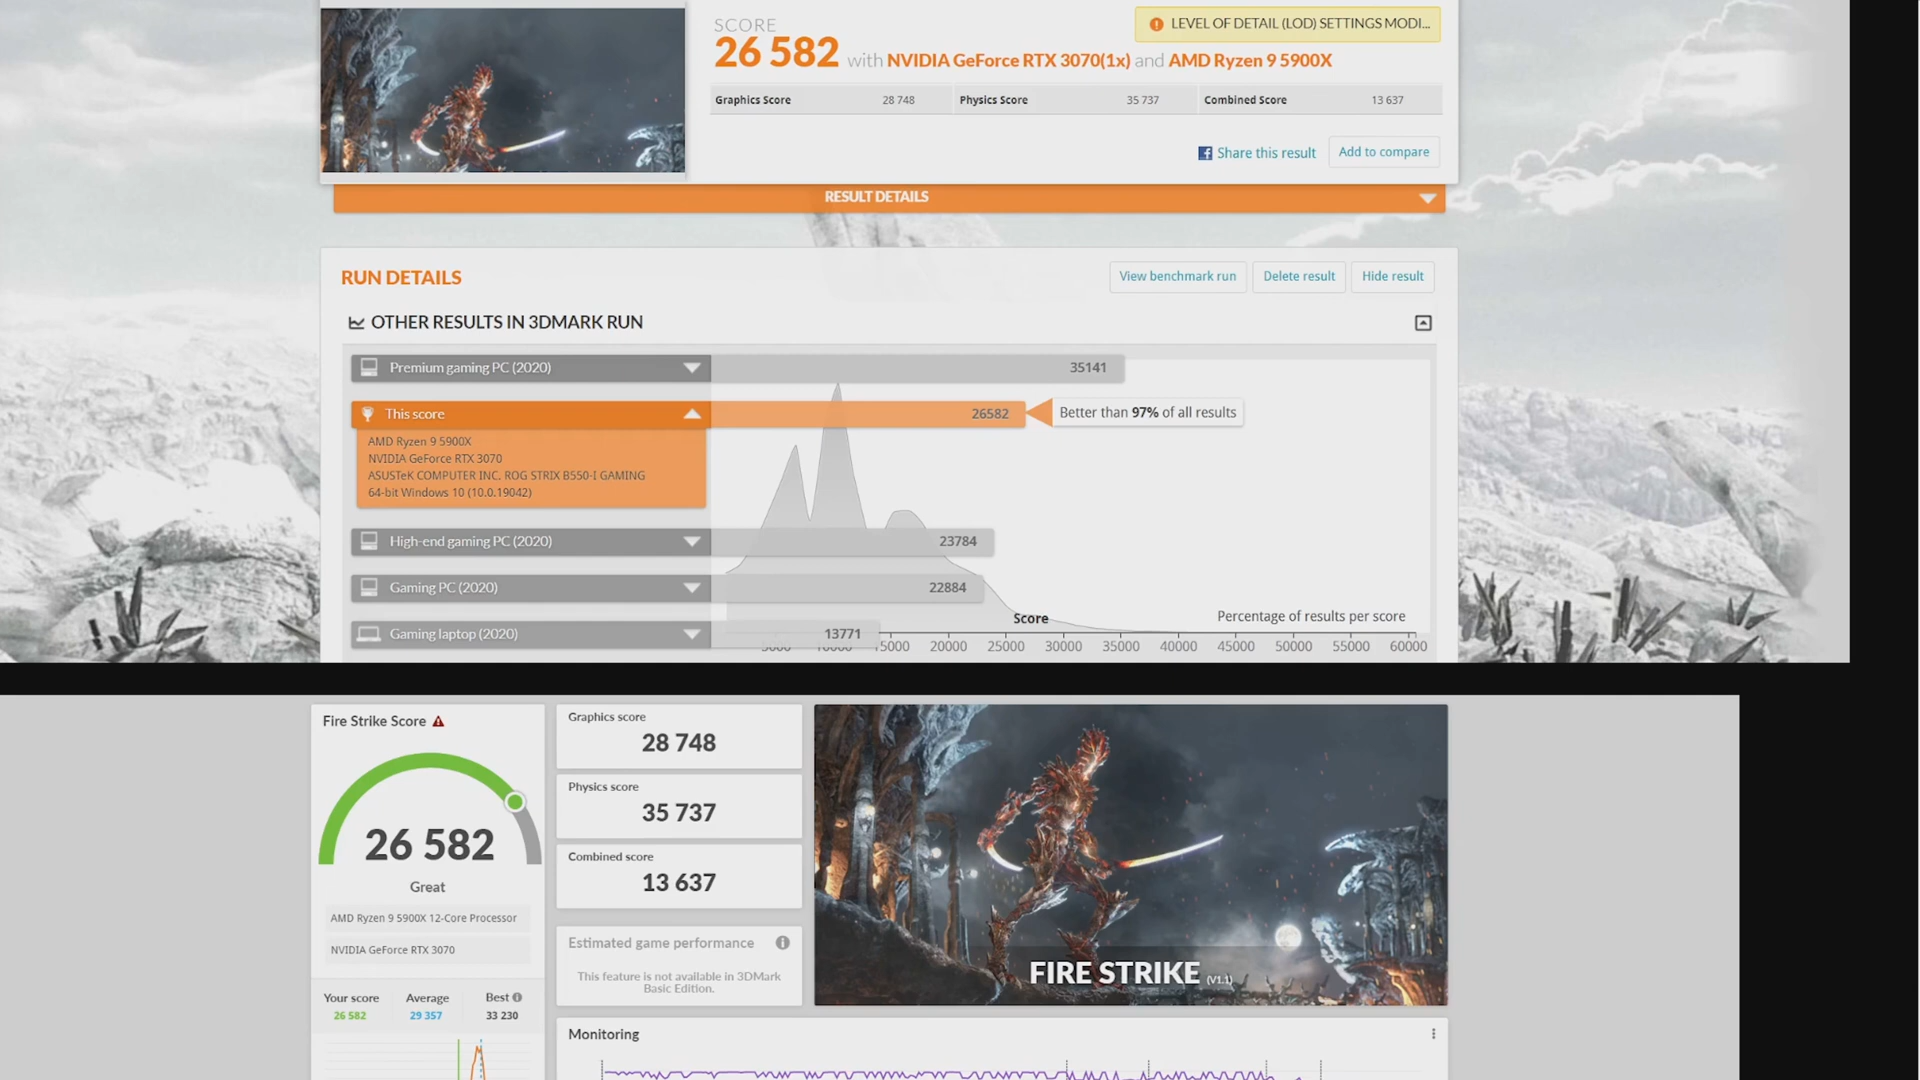 SCORE
LEVEL OF DETAIL (LOD) SETTINGS MODI...
26 582 with NVIDIA GeForce RTX 3070(1x) and AMD Ryzen 9 5900X
Graphics Score 28 748 Physics Score 35 737 Combined Score 13 637
Share this result Add to compare
RESULT DETAILS
RUN DETAILS View benchmark run Delete result Hide result
OTHER RESULTS IN 3DMARK RUN
Premium gaming PC (2020) 35141
This score 26582 Better than 97% of all results
AMD Ryzen 9 5900X
NVIDIA GeForce RTX 3070
ASUSTeK COMPUTER INC. ROG STRIX B550-I GAMING
64-bit Windows 10 (10.0.19042)
High-end gaming PC (2020) 23784
Gaming PC (2020) 22884
Score Percentage of results per score
Gaming laptop (2020) 13771
5000 10000 15000 20000 25000 30000 35000 40000 45000 50000 55000 60000
Fire Strike Score
26 582
Great
AMD Ryzen 9 5900X 12-Core Processor
NVIDIA GeForce RTX 3070
Your score Average Best
26 582 29 357 33 230
Graphics score
28 748
Physics score
35 737
Combined score
13 637
Estimated game performance
This feature is not available in 3DMark
Basic Edition.
FIRE STRIKE (V1.1)
Monitoring